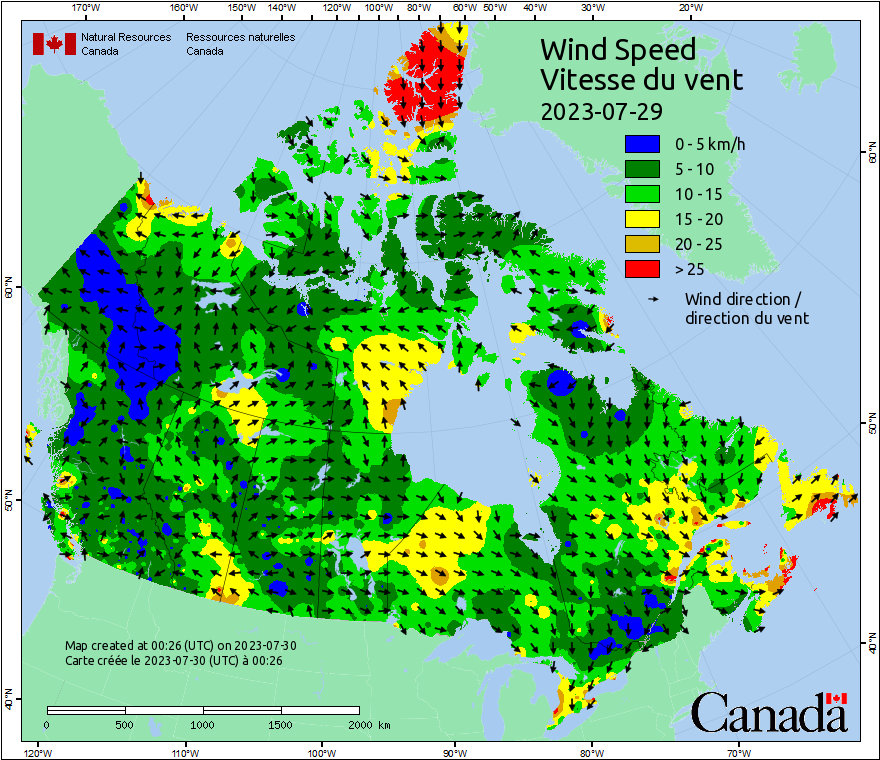 170°W 160°W 150°W 140°W 130°W 120°W 110°W 100°W 90°W 80°W 70°W 60°W 50°W 40°W 30°W 20°W
Natural Resources Canada
Ressources naturelles Canada
Wind Speed
Vitesse du vent
2023-07-29
0 - 5 km/h
5 - 10
10 - 15
15 - 20
20 - 25
> 25
Wind direction /
direction du vent
60°N
50°N
40°N
60°N
50°N
40°N
Map created at 00:26 (UTC) on 2023-07-30
Carte créée le 2023-07-30 (UTC) à 00:26
0 500 1000 1500 2000 km
Canada
120°W 110°W 100°W 90°W 80°W 70°W